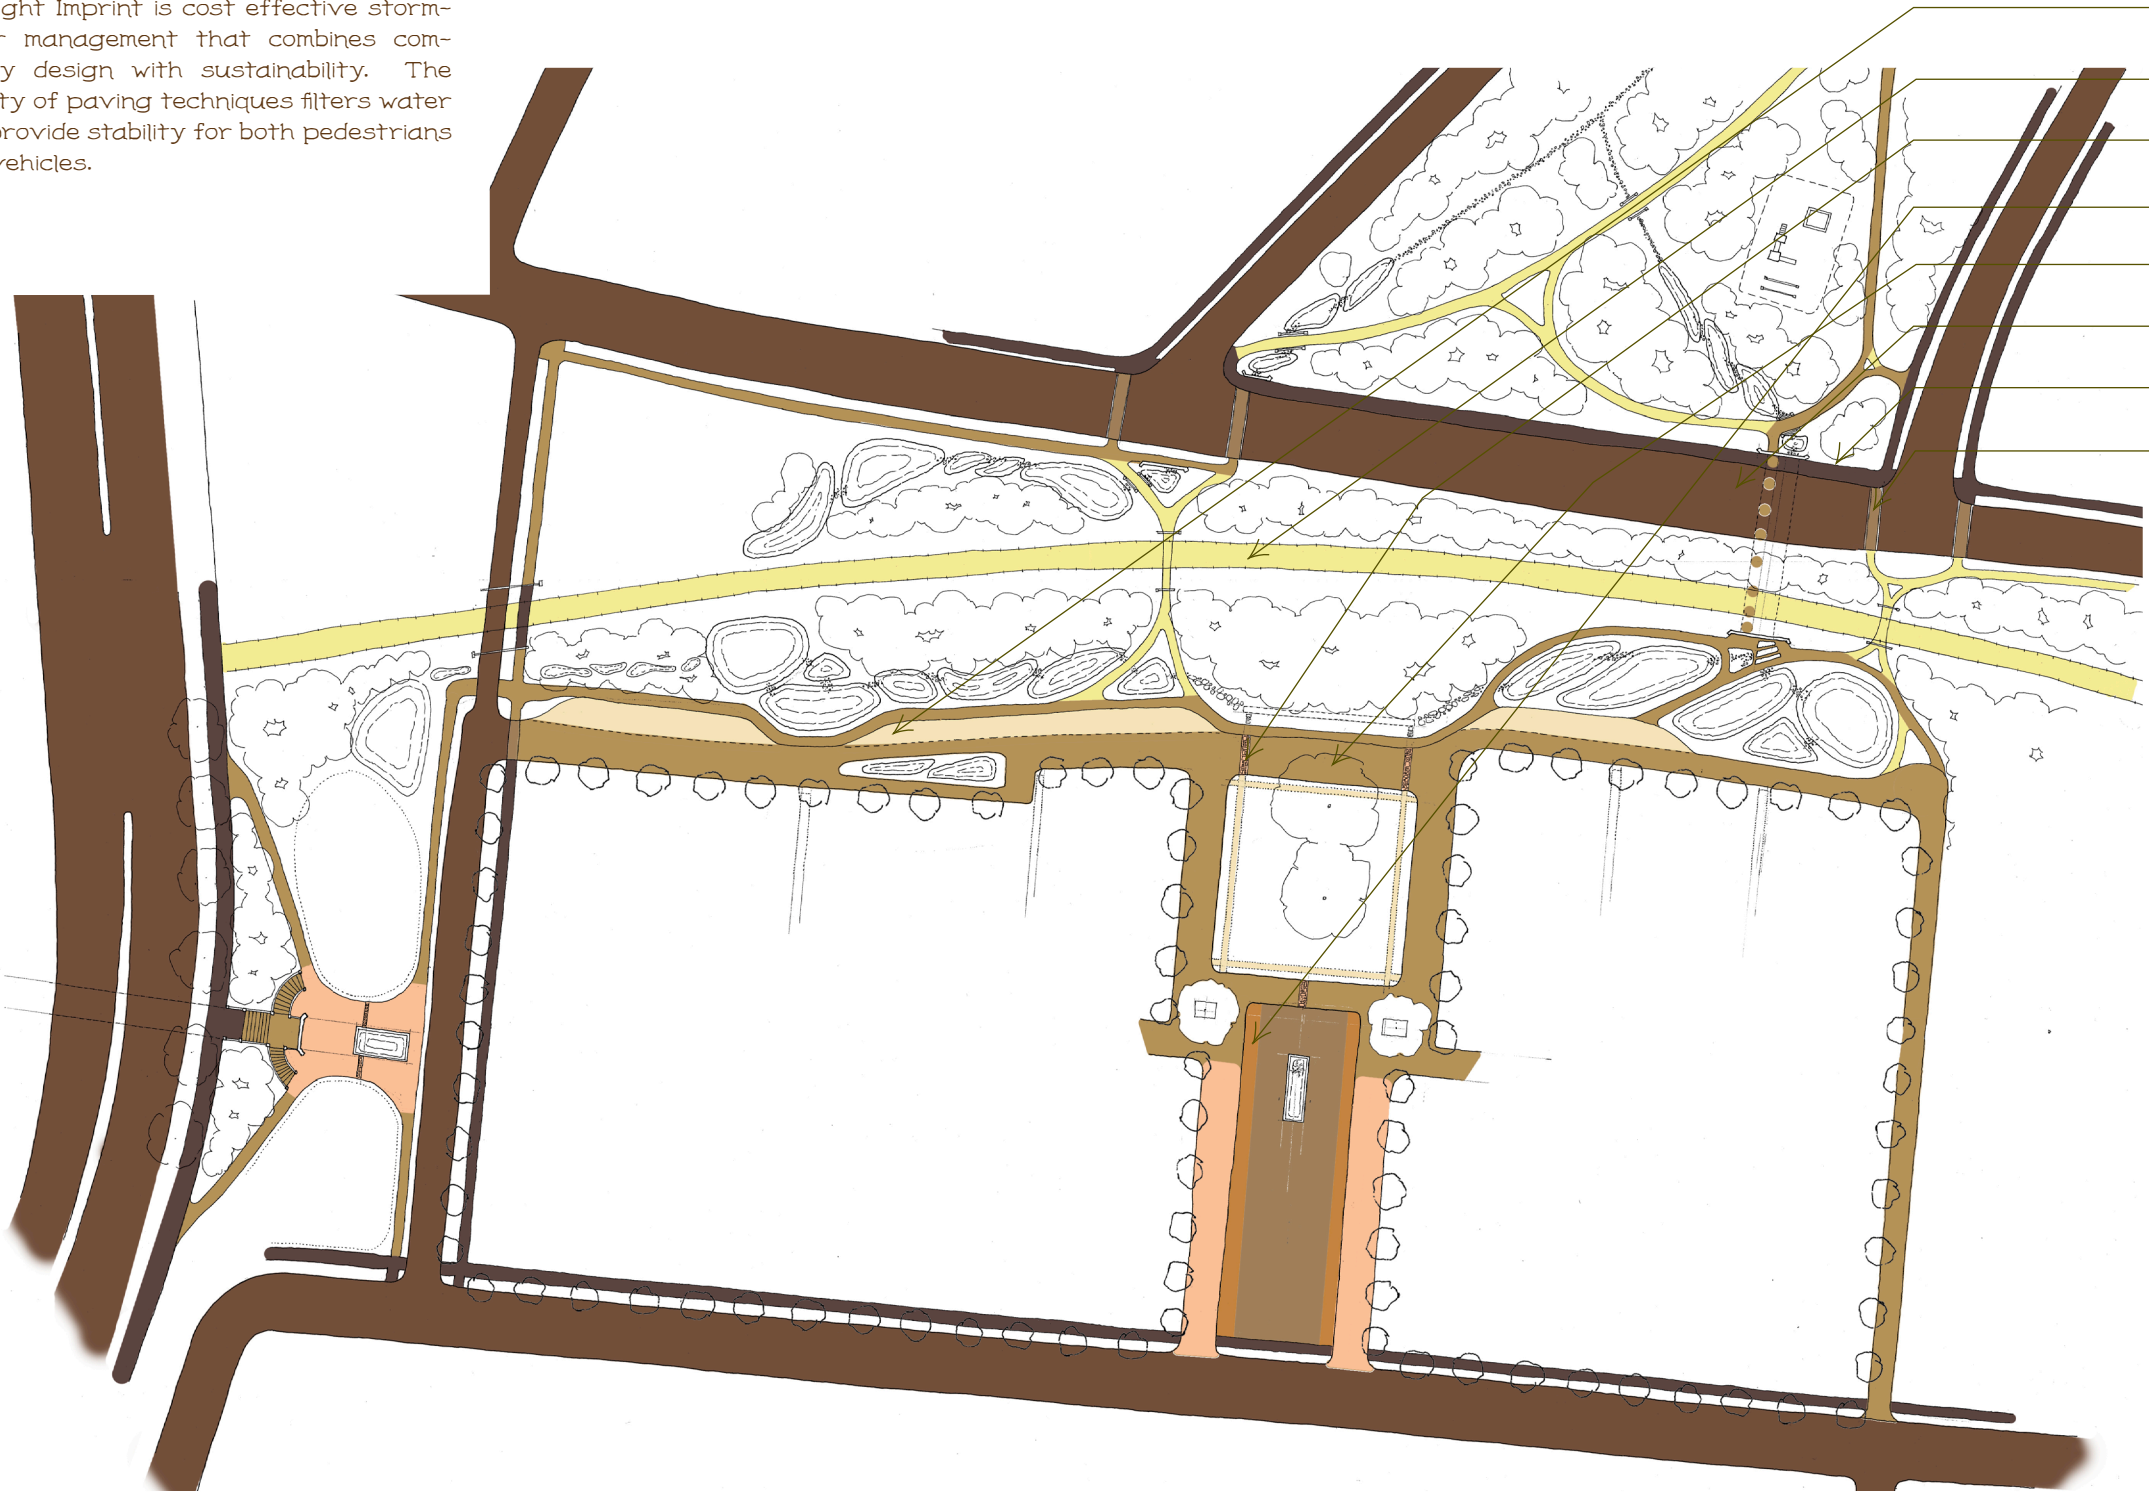 ght Imprint is cost effective storm-
r management that combines com-
y design with sustainability. The
ty of paving techniques filters water
provide stability for both pedestrians
vehicles.